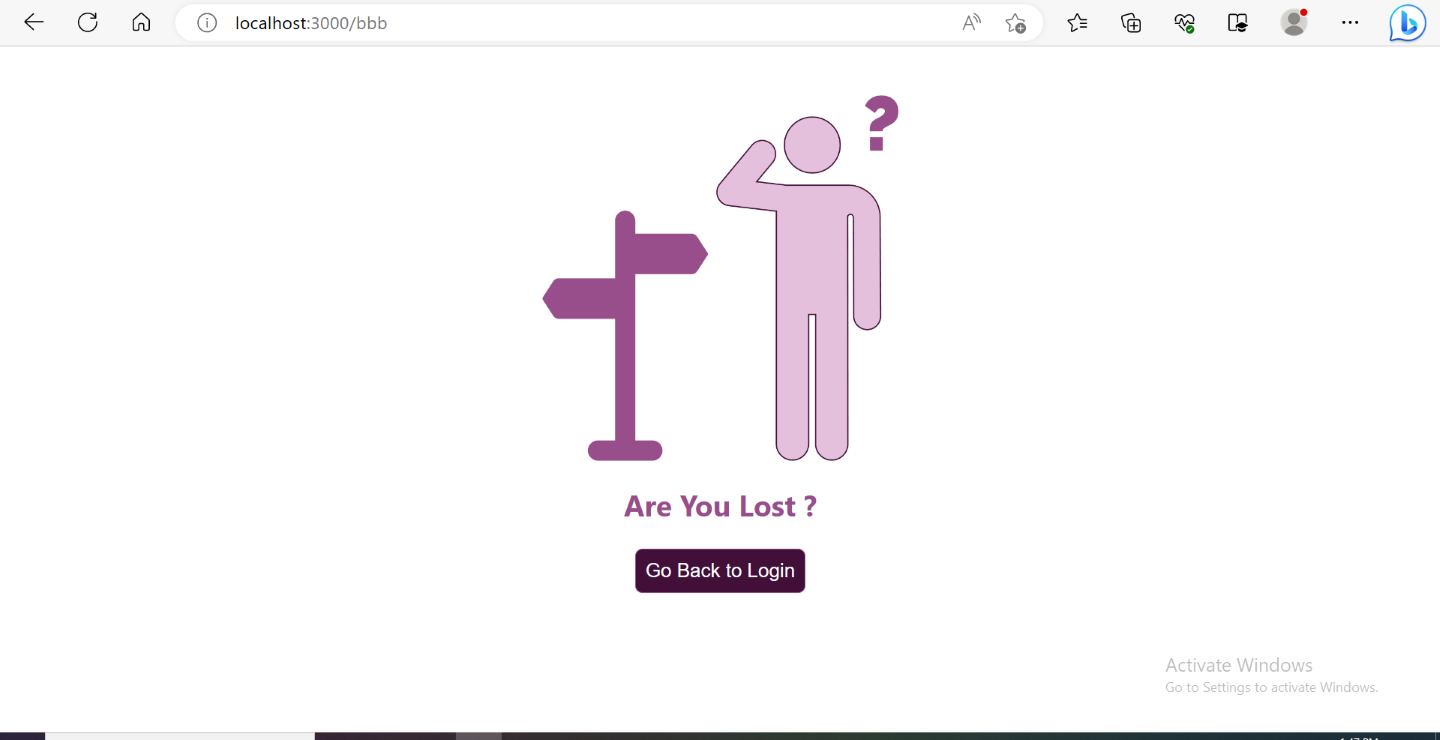 localhost:3000/bbb
?
Are You Lost ?
Go Back to Login
Activate Windows
Go to Settings to activate Windows.